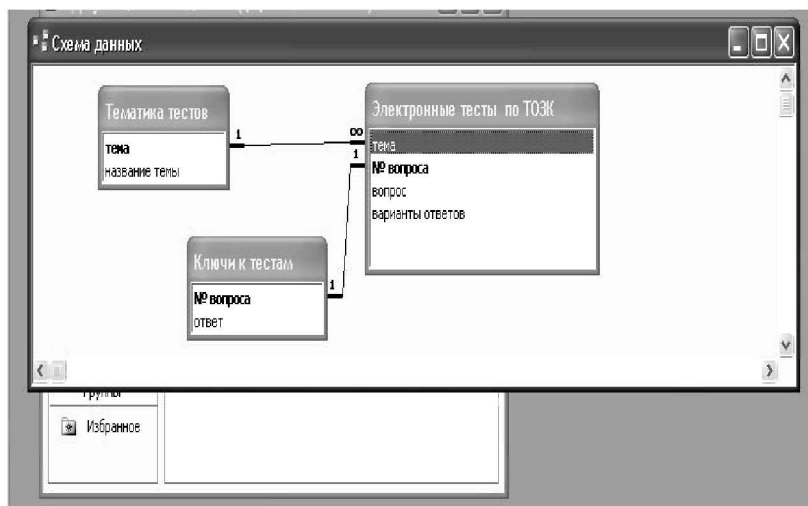 Схема данных
Тематика тестов
тема
название темы
1
∞
1
Электронные тесты по ТОЗК
тема
№ вопроса
вопрос
варианты ответов
Ключи к тестам
№ вопроса
ответ
1
Группы
Избранное